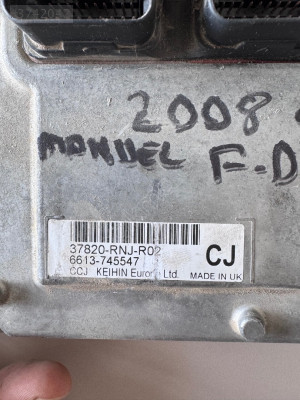 2008
MANUEL F-D
37820-RNJ-R02
6613-745547
CCJ KEIHIN Europe Ltd.
CJ
MADE IN UK